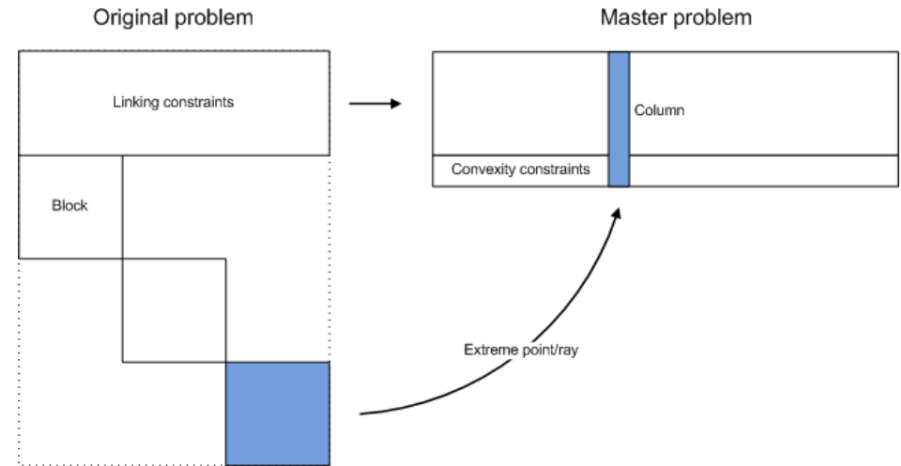 Original problem
Master problem
Linking constraints
Column
Convexity constraints
Block
Extreme point/ray